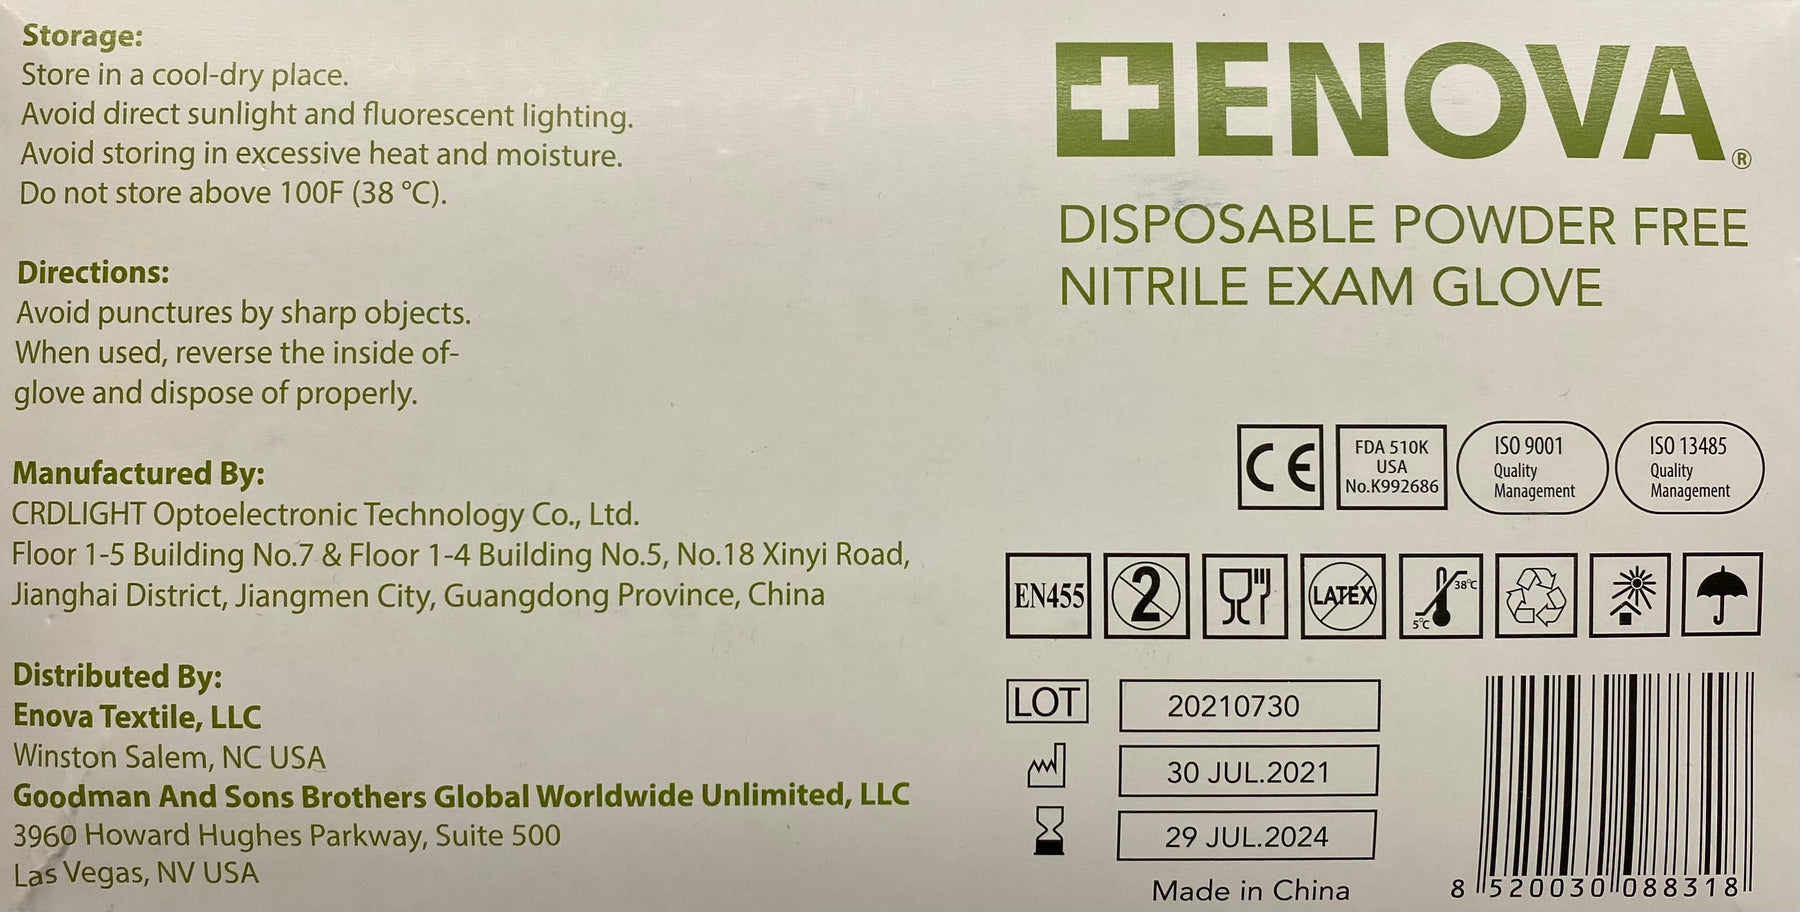 Storage:
Store in a cool-dry place.
Avoid direct sunlight and fluorescent lighting.
Avoid storing in excessive heat and moisture.
Do not store above 100F (38 °C).
Directions:
Avoid punctures by sharp objects.
When used, reverse the inside of-
glove and dispose of properly.
Manufactured By:
CRDLIGHT Optoelectronic Technology Co., Ltd.
Floor 1-5 Building No.7 & Floor 1-4 Building No.5, No.18 Xinyi Road,
Jianghai District, Jiangmen City, Guangdong Province, China
Distributed By:
Enova Textile, LLC
Winston Salem, NC USA
Goodman And Sons Brothers Global Worldwide Unlimited, LLC
3960 Howard Hughes Parkway, Suite 500
Las Vegas, NV USA
ENOVA®
DISPOSABLE POWDER FREE
NITRILE EXAM GLOVE
CE
FDA 510K
USA
No.K992686
ISO 9001
Quality
Management
ISO 13485
Quality
Management
EN455
2
LATEX
38°C
5°C
LOT
20210730
30 JUL.2021
29 JUL.2024
Made in China
8 520030 088318